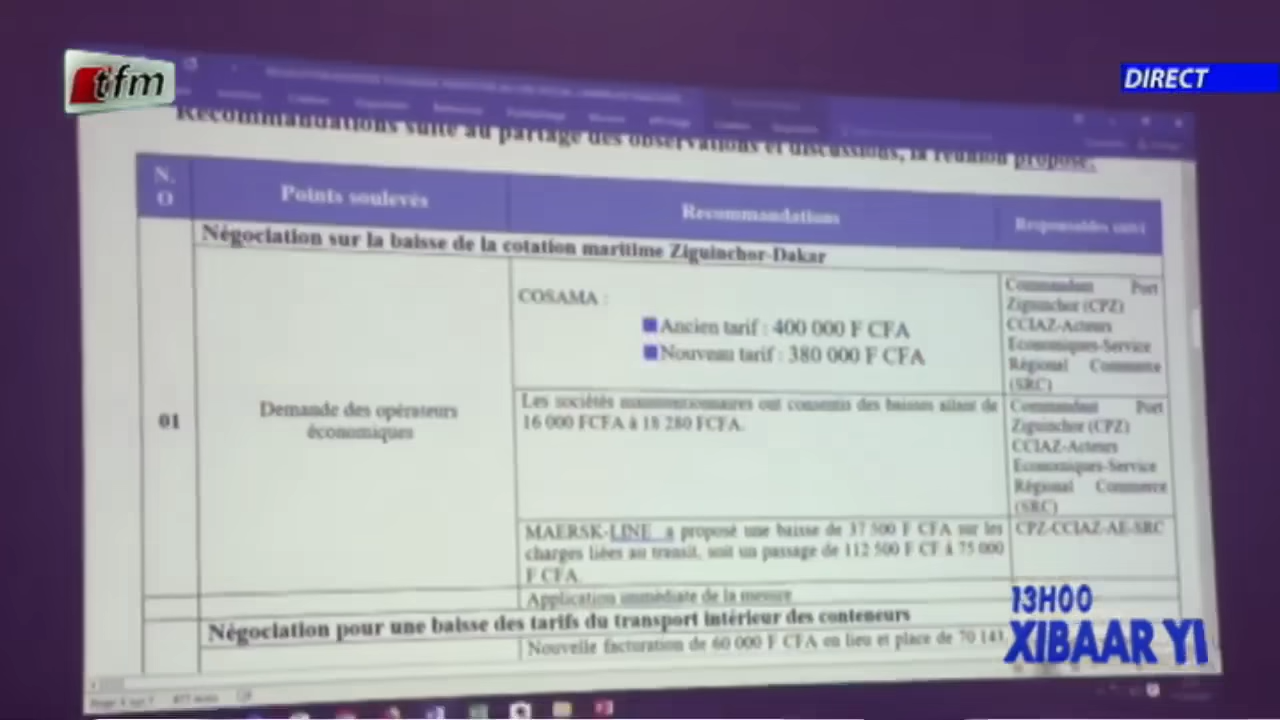 tfm
DIRECT
Recommandations suite au partage des observations et discussions, la réunion propose.
N.
O
Points soulevés
Recommandations
Responsables suivi
Négociation sur la baisse de la cotation maritime Ziguinchor-Dakar
01
Demande des opérateurs
économiques
COSAMA :
Ancien tarif : 400 000 F CFA
Nouveau tarif : 380 000 F CFA
Commandant Port
Ziguinchor (CPZ)
CCIAZ-Acteurs
Economiques-Service
Régional Commerce
(SRC)
Les sociétés manutentionnaires ont consentis des baisses allant de
16 000 FCFA à 18 280 FCFA.
Commandant Port
Ziguinchor (CPZ)
CCIAZ-Acteurs
Economiques-Service
Régional Commerce
(SRC)
MAERSK-LINE a proposé une baisse de 37 500 F CFA sur les
charges liées au transit, soit un passage de 112 500 F CF à 75 000
F CFA.
CPZ-CCIAZ-AE-SRC
Application immédiate de la mesure
Négociation pour une baisse des tarifs du transport intérieur des conteneurs
Nouvelle facturation de 60 000 F CFA en lieu et place de 70 141
13H00
XIBAAR YI